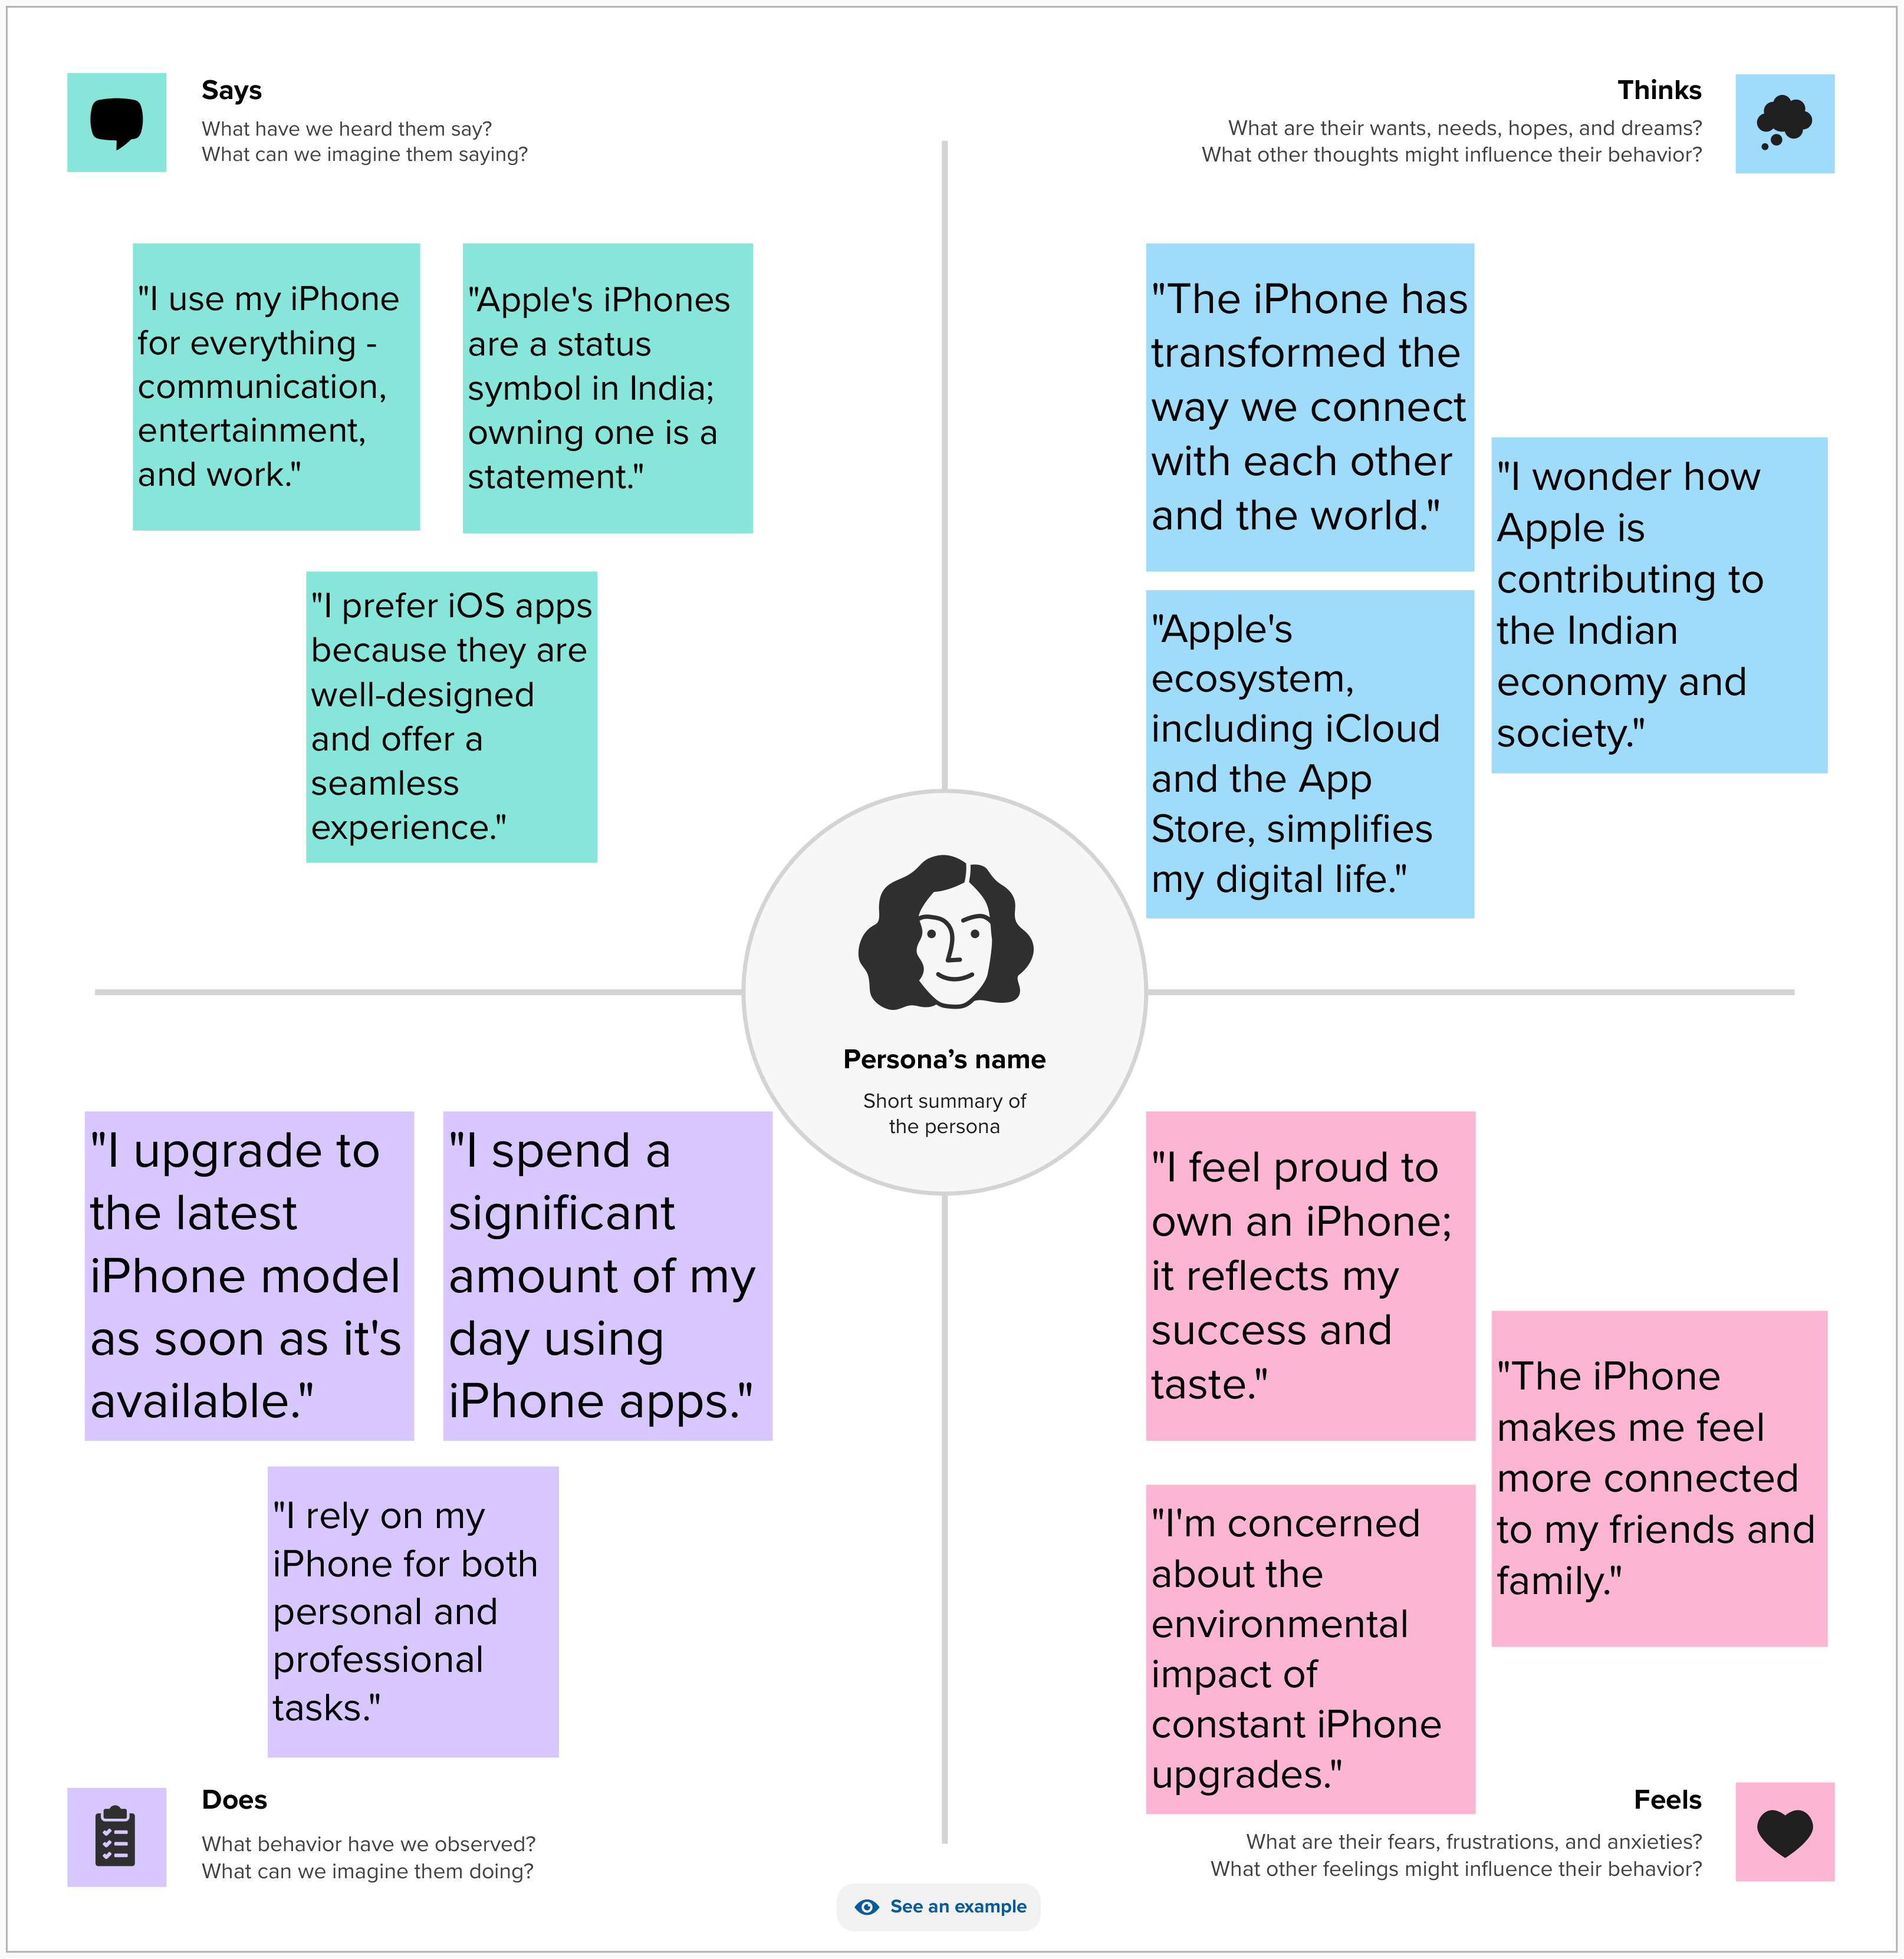 Says
What have we heard them say?
What can we imagine them saying?
Thinks
What are their wants, needs, hopes, and dreams?
What other thoughts might influence their behavior?
"I use my iPhone
for everything -
communication,
entertainment,
and work."
"Apple's iPhones
are a status
symbol in India;
owning one is a
statement."
"I prefer iOS apps
because they are
well-designed
and offer a
seamless
experience."
"The iPhone has
transformed the
way we connect
with each other
and the world."
"I wonder how
Apple is
contributing to
the Indian
economy and
society."
"Apple's
ecosystem,
including iCloud
and the App
Store, simplifies
my digital life."
Persona’s name
Short summary of
the persona
"I upgrade to
the latest
iPhone model
as soon as it's
available."
"I spend a
significant
amount of my
day using
iPhone apps."
"I rely on my
iPhone for both
personal and
professional
tasks."
"I feel proud to
own an iPhone;
it reflects my
success and
taste."
"The iPhone
makes me feel
more connected
to my friends and
family."
"I'm concerned
about the
environmental
impact of
constant iPhone
upgrades."
Does
What behavior have we observed?
What can we imagine them doing?
Feels
What are their fears, frustrations, and anxieties?
What other feelings might influence their behavior?
See an example